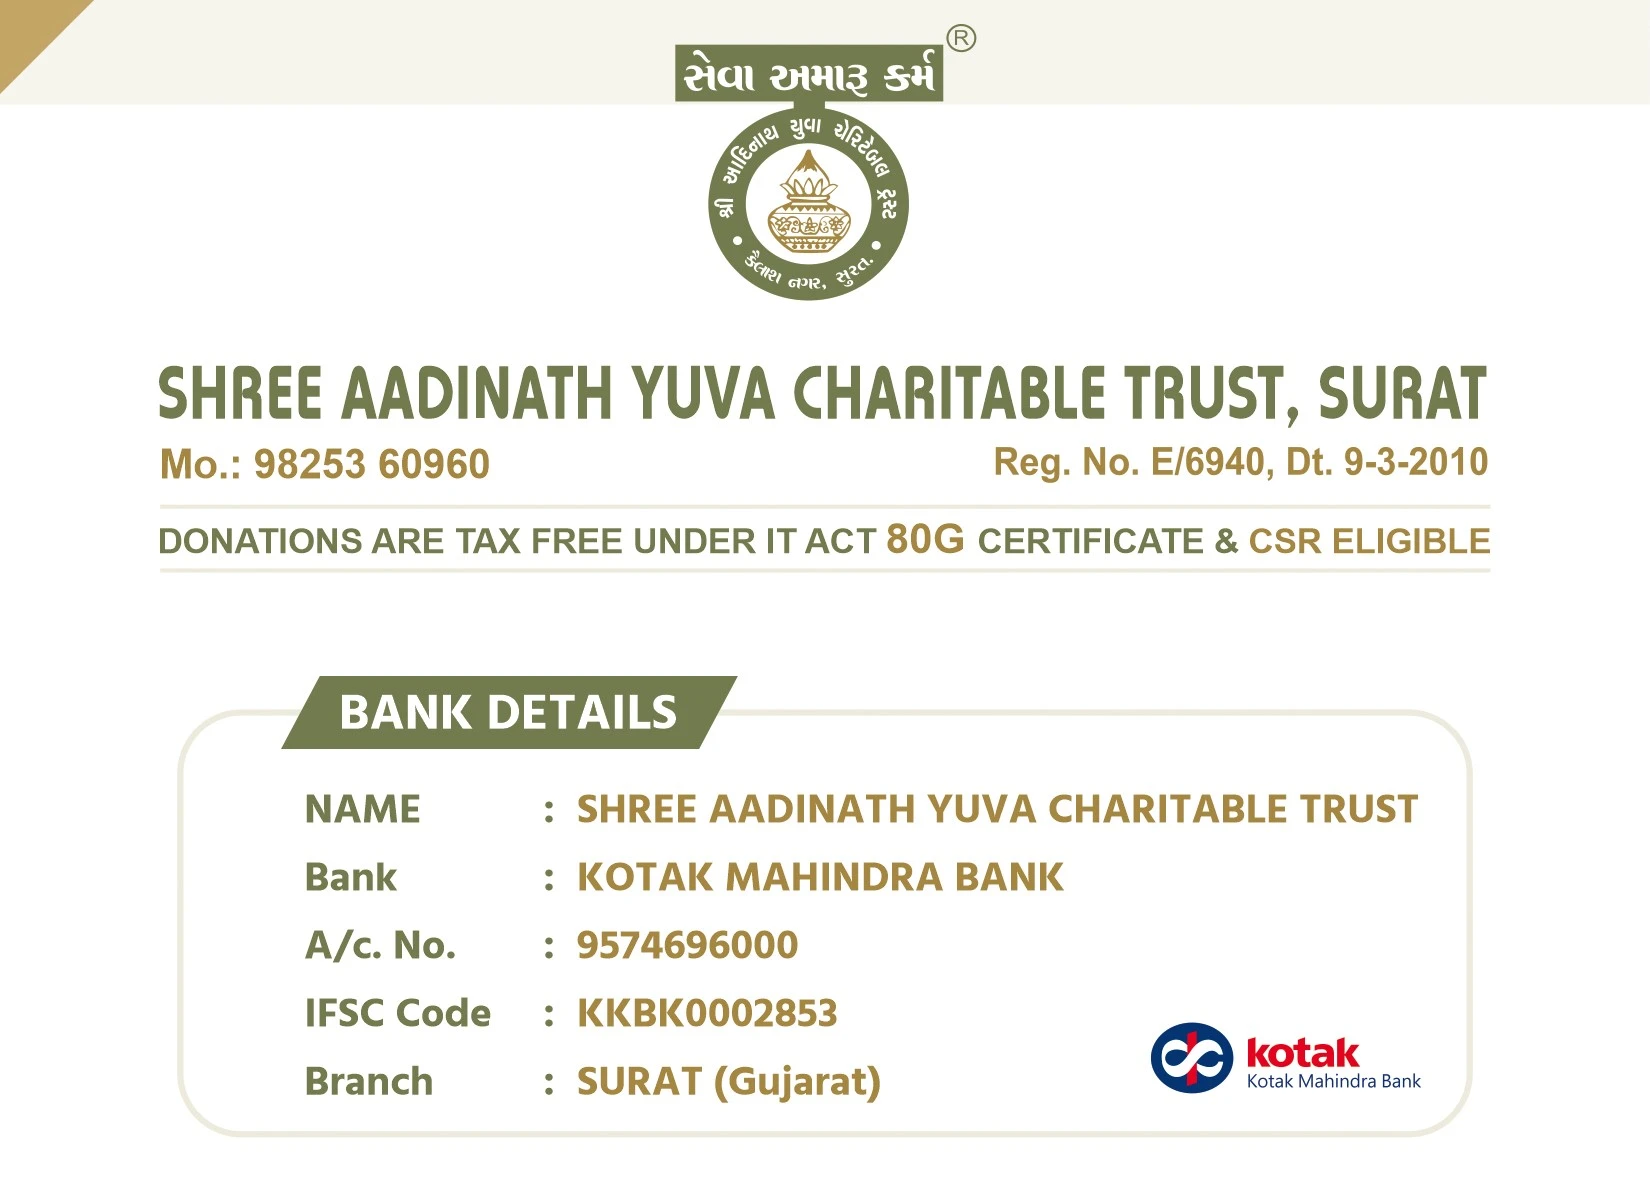 સેવા અમારૂ કર્મ ®
શ્રી આદિનાથ યુવા ચેરિટેબલ ટ્રસ્ટ
• કૈલાશ નગર, સુરત. •
SHREE AADINATH YUVA CHARITABLE TRUST, SURAT
Mo.: 98253 60960 Reg. No. E/6940, Dt. 9-3-2010
DONATIONS ARE TAX FREE UNDER IT ACT 80G CERTIFICATE & CSR ELIGIBLE
BANK DETAILS
NAME : SHREE AADINATH YUVA CHARITABLE TRUST
Bank : KOTAK MAHINDRA BANK
A/c. No. : 9574696000
IFSC Code : KKBK0002853
Branch : SURAT (Gujarat)
kotak
Kotak Mahindra Bank